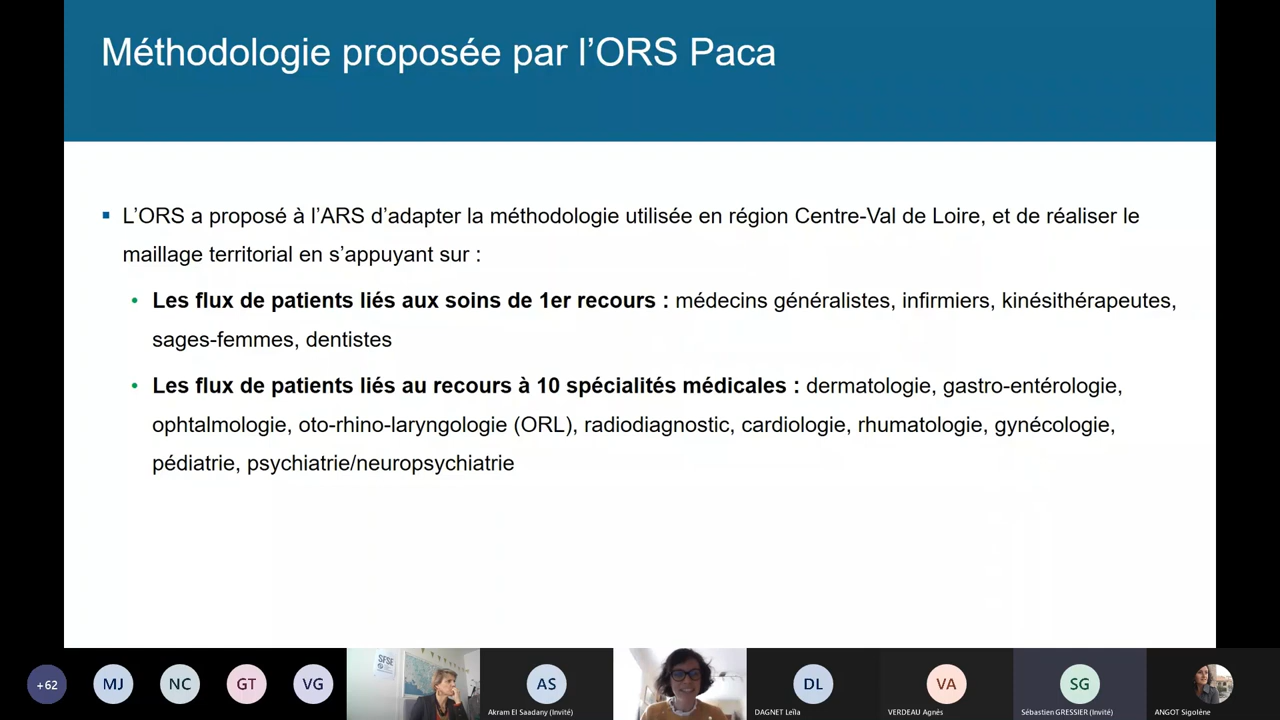 Méthodologie proposée par l'ORS Paca
▪ L'ORS a proposé à l'ARS d'adapter la méthodologie utilisée en région Centre-Val de Loire, et de réaliser le
maillage territorial en s'appuyant sur :
• Les flux de patients liés aux soins de 1er recours : médecins généralistes, infirmiers, kinésithérapeutes,
sages-femmes, dentistes
• Les flux de patients liés au recours à 10 spécialités médicales : dermatologie, gastro-entérologie,
ophtalmologie, oto-rhino-laryngologie (ORL), radiodiagnostic, cardiologie, rhumatologie, gynécologie,
pédiatrie, psychiatrie/neuropsychiatrie
SFSE
+62 MJ NC GT VG AS DL VA SG
Akram El Saadany (Invité) DAGNET Leïla VERDEAU Agnès Sébastien GRESSIER (Invité) ANGOT Sigolène